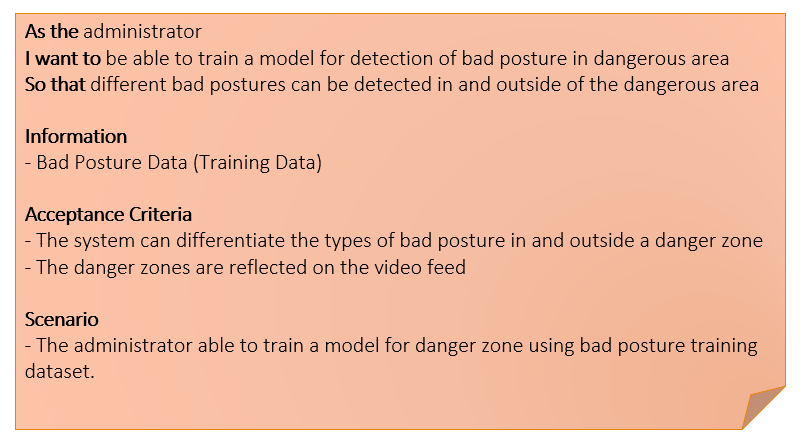 As the administrator
I want to be able to train a model for detection of bad posture in dangerous area
So that different bad postures can be detected in and outside of the dangerous area
Information
- Bad Posture Data (Training Data)
Acceptance Criteria
- The system can differentiate the types of bad posture in and outside a danger zone
- The danger zones are reflected on the video feed
Scenario
- The administrator able to train a model for danger zone using bad posture training
dataset.